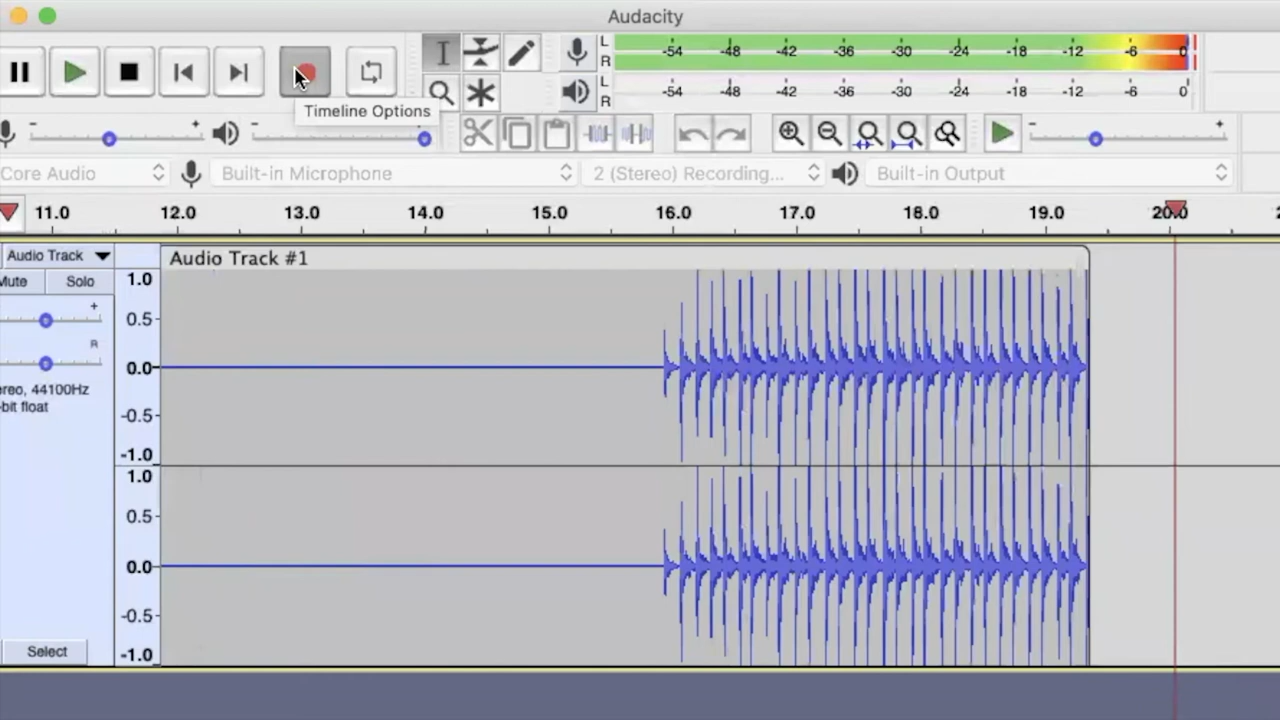 Audacity
L
R
-54 -48 -42 -36 -30 -24 -18 -12 -6 0
L
R
-54 -48 -42 -36 -30 -24 -18 -12 -6 0
Timeline Options
- + - + - +
Core Audio Built-in Microphone 2 (Stereo) Recording... Built-in Output
11.0 12.0 13.0 14.0 15.0 16.0 17.0 18.0 19.0 20.0
Audio Track Audio Track #1
Mute Solo
+
R
ereo, 44100Hz
-bit float
Select
1.0
0.5-
0.0-
-0.5-
-1.0
1.0
0.5-
0.0-
-0.5-
-1.0